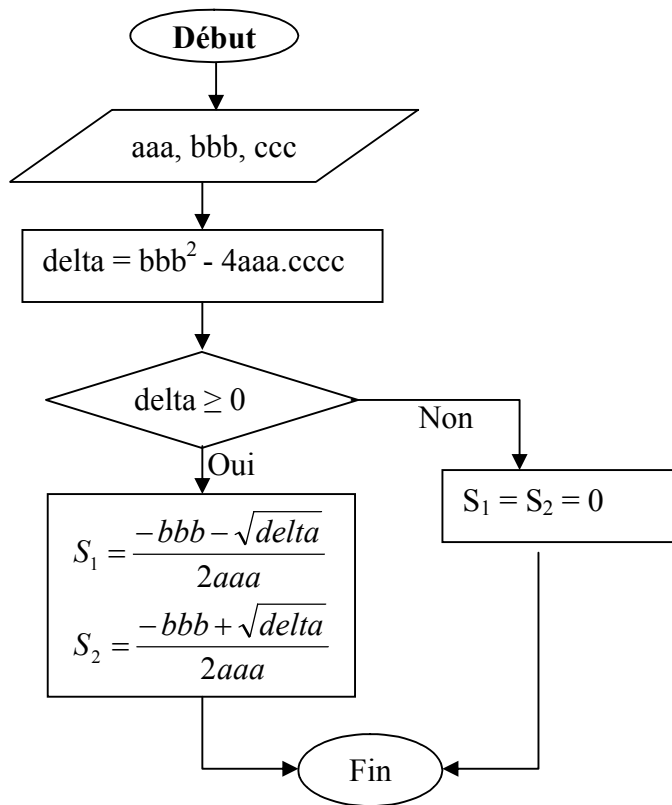 Début
aaa, bbb, ccc
delta = bbb² - 4aaa.cccc
delta ≥ 0
Non
Oui
S₁ = S₂ = 0
S₁ = (-bbb - √delta) / 2aaa
S₂ = (-bbb + √delta) / 2aaa
Fin